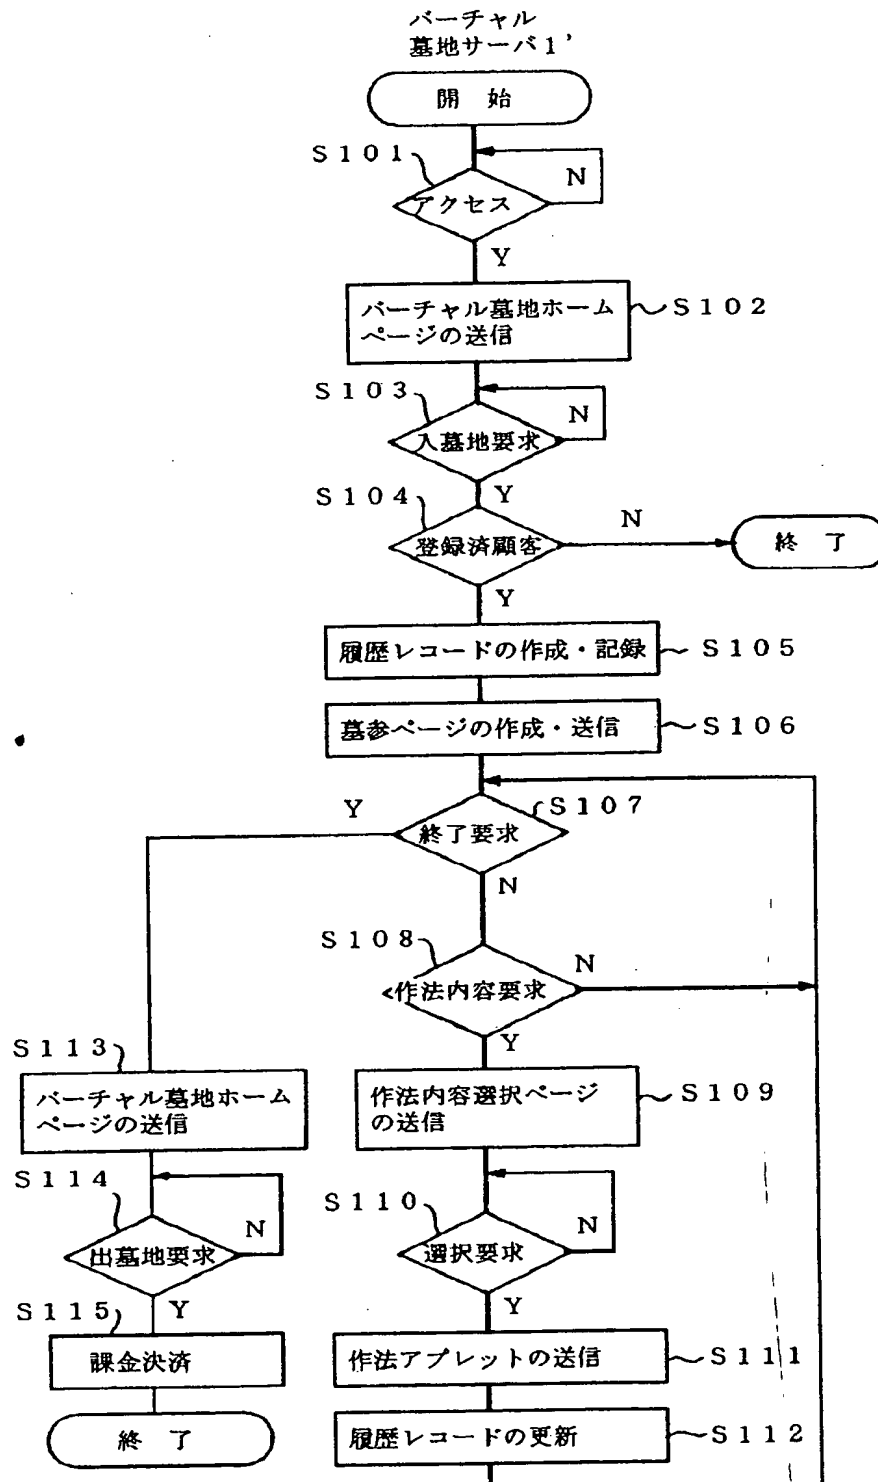 バーチャル
墓地サーバ1'
開 始
S101
N
アクセス
Y
バーチャル墓地ホーム
ページの送信
S102
S103
N
入墓地要求
Y
S104
N
登録済顧客
終 了
Y
履歴レコードの作成・記録
S105
墓参ページの作成・送信
S106
S107
Y
終了要求
N
S108
N
作法内容要求
Y
S113
バーチャル墓地ホーム
ページの送信
作法内容選択ページ
の送信
S109
S114
N
出墓地要求
Y
S110
N
選択要求
Y
S115
課金決済
作法アプレットの送信
S111
終 了
履歴レコードの更新
S112